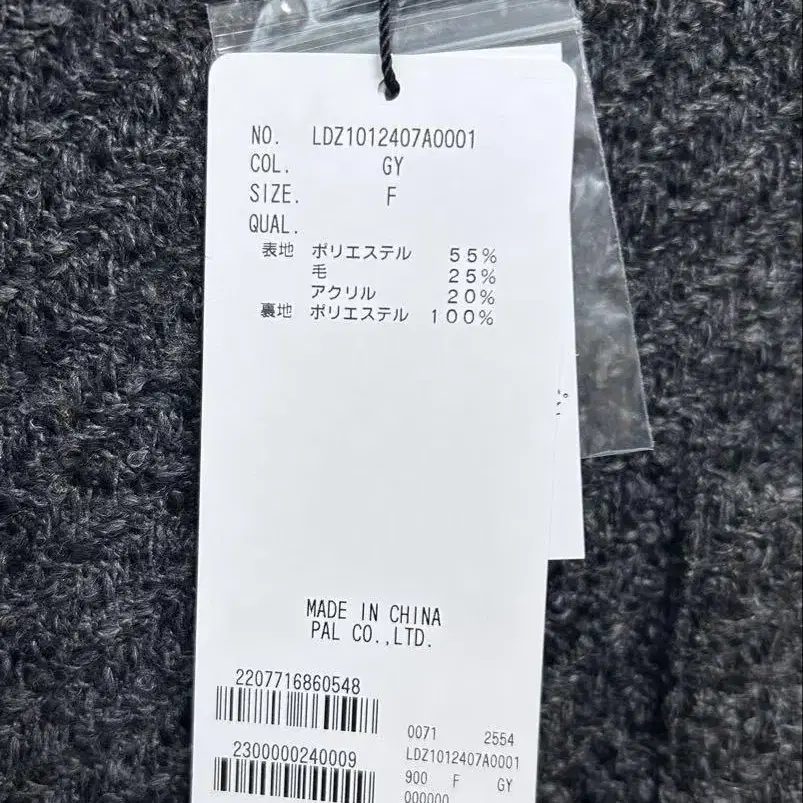 NO. LDZ1012407A0001
COL. GY
SIZE. F
QUAL.
表地 ポリエステル 55%
毛 25%
アクリル 20%
裏地 ポリエステル 100%
MADE IN CHINA
PAL CO.,LTD.
2207716860548
2300000240009
0071 2554
LDZ1012407A0001
900 F GY
000000